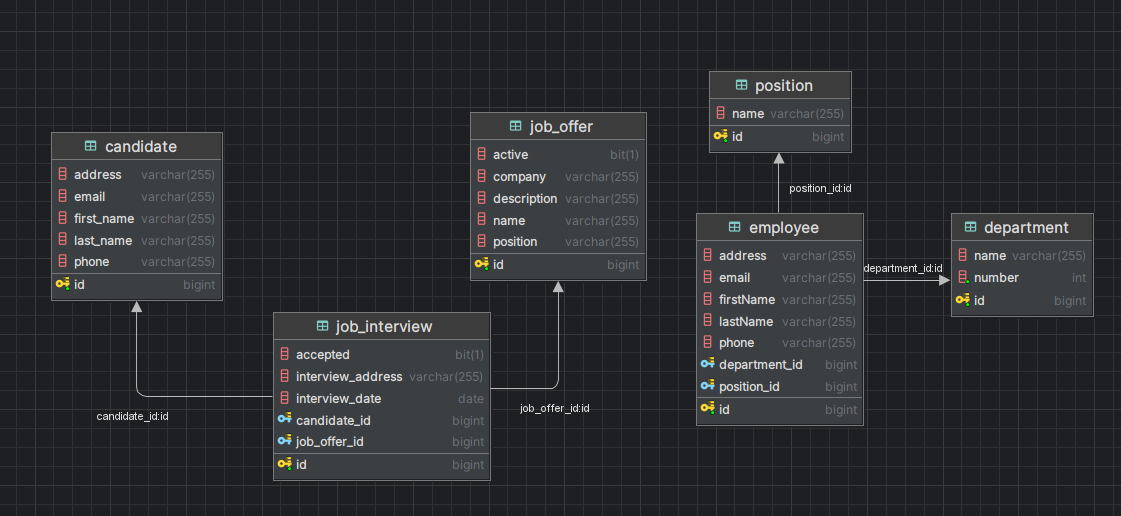 candidate
address varchar(255)
email varchar(255)
first_name varchar(255)
last_name varchar(255)
phone varchar(255)
id bigint
job_offer
active bit(1)
company varchar(255)
description varchar(255)
name varchar(255)
position varchar(255)
id bigint
position
name varchar(255)
id bigint
position_id:id
employee
address varchar(255)
email varchar(255)
firstName varchar(255)
lastName varchar(255)
phone varchar(255)
department_id bigint
position_id bigint
id bigint
department_id:id
department
name varchar(255)
number int
id bigint
job_interview
accepted bit(1)
interview_address varchar(255)
interview_date date
candidate_id bigint
job_offer_id bigint
id bigint
candidate_id:id
job_offer_id:id